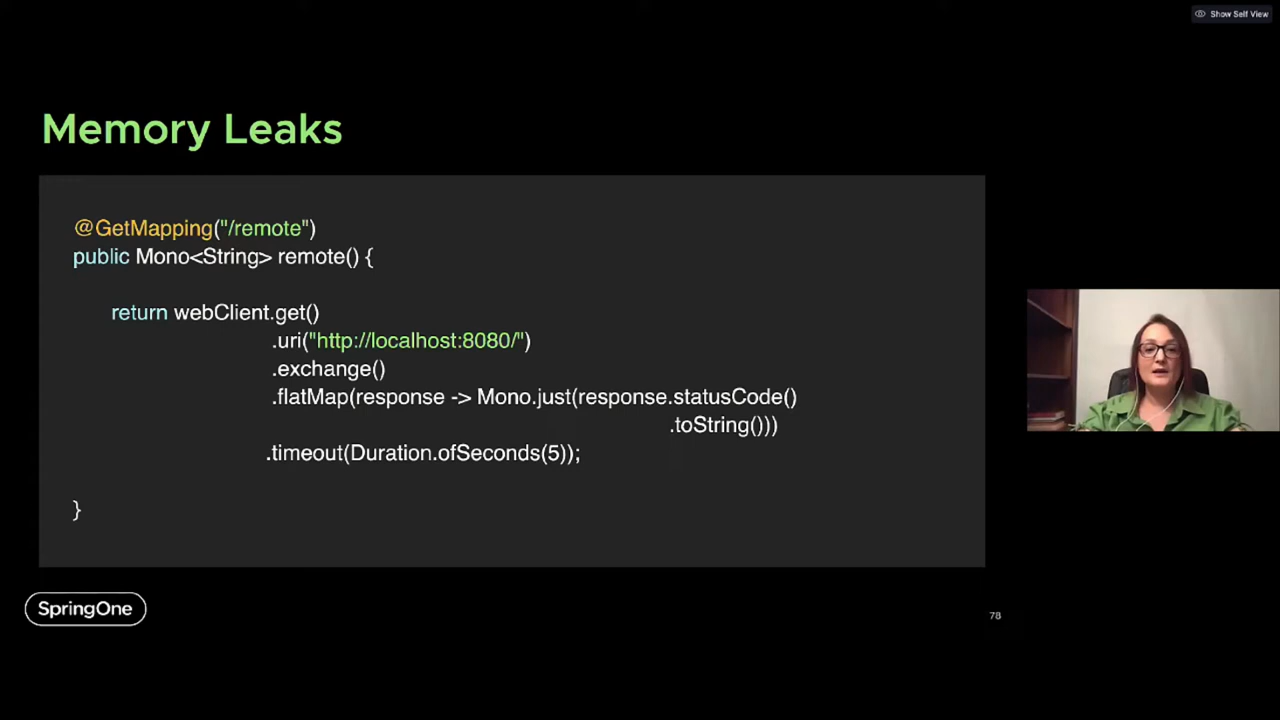 Show Self View
Memory Leaks
@GetMapping("/remote")
public Mono<String> remote() {
return webClient.get()
.uri("http://localhost:8080/")
.exchange()
.flatMap(response -> Mono.just(response.statusCode()
.toString()))
.timeout(Duration.ofSeconds(5));
}
SpringOne
78